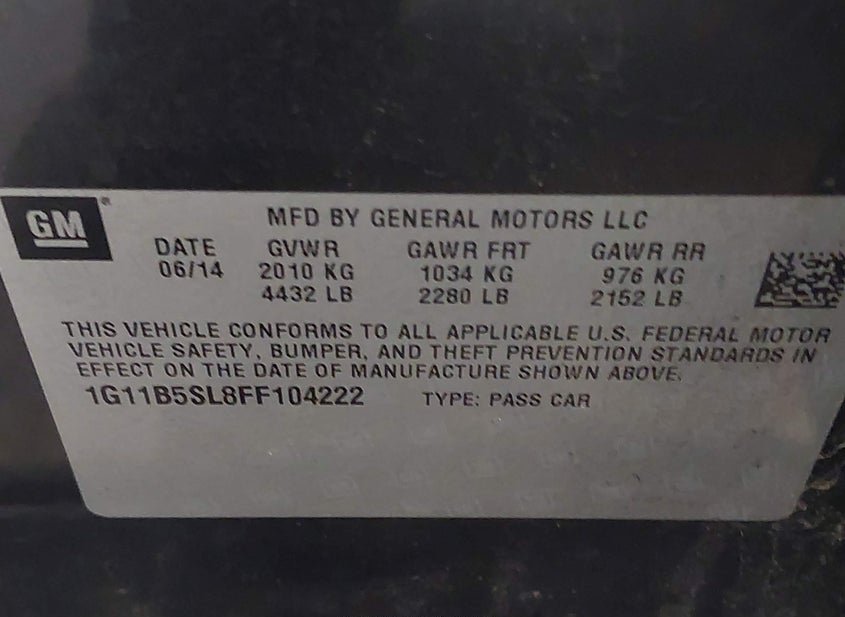 GM
MFD BY GENERAL MOTORS LLC
DATE GVWR GAWR FRT GAWR RR
06/14 2010 KG 1034 KG 976 KG
4432 LB 2280 LB 2152 LB
THIS VEHICLE CONFORMS TO ALL APPLICABLE U.S. FEDERAL MOTOR
VEHICLE SAFETY, BUMPER, AND THEFT PREVENTION STANDARDS IN
EFFECT ON THE DATE OF MANUFACTURE SHOWN ABOVE.
1G11B5SL8FF104222 TYPE: PASS CAR